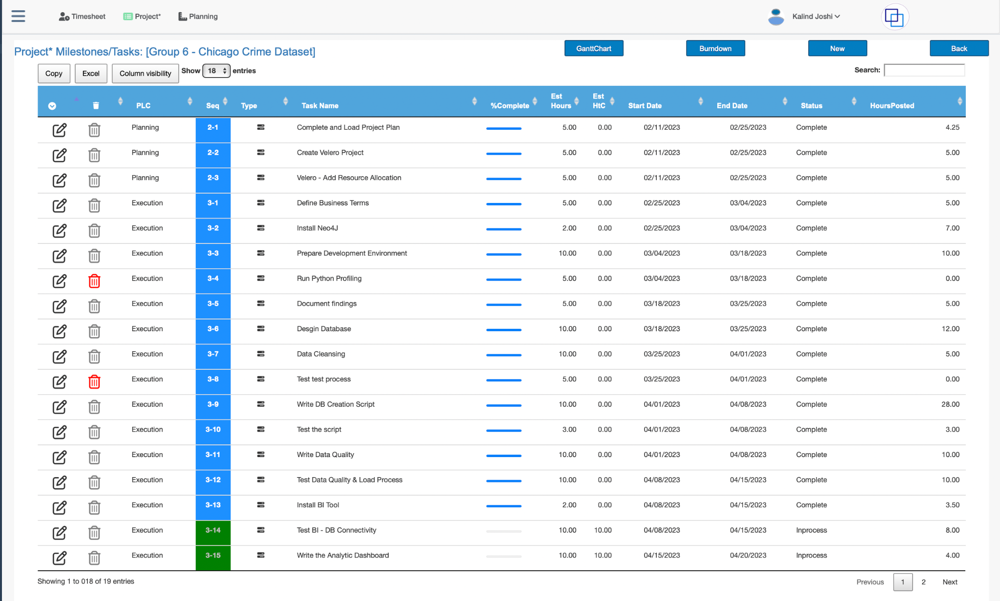 Timesheet Project* Planning Kalind Joshi
Project* Milestones/Tasks: [Group 6 - Chicago Crime Dataset] GanttChart Burndown New Back
Copy Excel Column visibility Show 18 entries Search:
PLC Seq Type Task Name %Complete Est Hours Est HtC Start Date End Date Status HoursPosted
Planning 2-1 Complete and Load Project Plan 5.00 0.00 02/11/2023 02/25/2023 Complete 4.25
Planning 2-2 Create Velero Project 5.00 0.00 02/11/2023 02/25/2023 Complete 5.00
Planning 2-3 Velero - Add Resource Allocation 5.00 0.00 02/11/2023 02/25/2023 Complete 5.00
Execution 3-1 Define Business Terms 5.00 0.00 02/25/2023 03/04/2023 Complete 5.00
Execution 3-2 Install Neo4J 2.00 0.00 02/25/2023 03/04/2023 Complete 7.00
Execution 3-3 Prepare Development Environment 10.00 0.00 03/04/2023 03/18/2023 Complete 10.00
Execution 3-4 Run Python Profiling 5.00 0.00 03/04/2023 03/18/2023 Complete 0.00
Execution 3-5 Document findings 5.00 0.00 03/18/2023 03/25/2023 Complete 5.00
Execution 3-6 Desgin Database 10.00 0.00 03/18/2023 03/25/2023 Complete 12.00
Execution 3-7 Data Cleansing 10.00 0.00 03/25/2023 04/01/2023 Complete 5.00
Execution 3-8 Test test process 5.00 0.00 03/25/2023 04/01/2023 Complete 0.00
Execution 3-9 Write DB Creation Script 10.00 0.00 04/01/2023 04/08/2023 Complete 28.00
Execution 3-10 Test the script 3.00 0.00 04/01/2023 04/08/2023 Complete 3.00
Execution 3-11 Write Data Quality 10.00 0.00 04/01/2023 04/08/2023 Complete 10.00
Execution 3-12 Test Data Quality & Load Process 10.00 0.00 04/08/2023 04/15/2023 Complete 10.00
Execution 3-13 Install BI Tool 2.00 0.00 04/08/2023 04/15/2023 Complete 3.50
Execution 3-14 Test BI - DB Connectivity 10.00 10.00 04/08/2023 04/15/2023 Inprocess 8.00
Execution 3-15 Write the Analytic Dashboard 10.00 10.00 04/15/2023 04/20/2023 Inprocess 4.00
Showing 1 to 018 of 19 entries Previous 1 2 Next